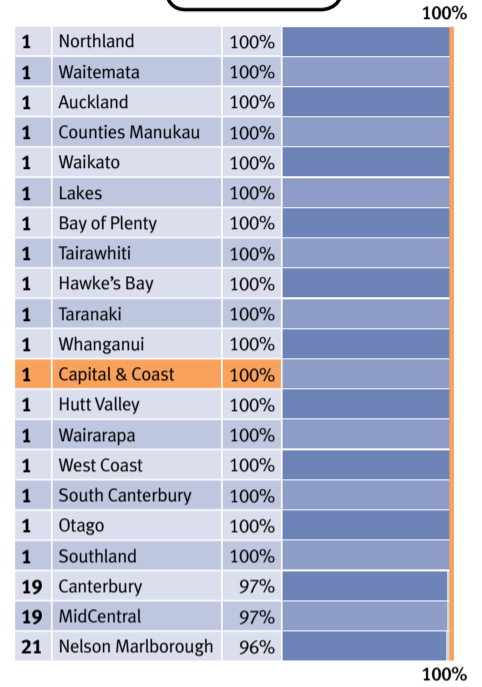 100%
1 Northland 100%
1 Waitemata 100%
1 Auckland 100%
1 Counties Manukau 100%
1 Waikato 100%
1 Lakes 100%
1 Bay of Plenty 100%
1 Tairawhiti 100%
1 Hawke’s Bay 100%
1 Taranaki 100%
1 Whanganui 100%
1 Capital & Coast 100%
1 Hutt Valley 100%
1 Wairarapa 100%
1 West Coast 100%
1 South Canterbury 100%
1 Otago 100%
1 Southland 100%
19 Canterbury 97%
19 MidCentral 97%
21 Nelson Marlborough 96%
100%